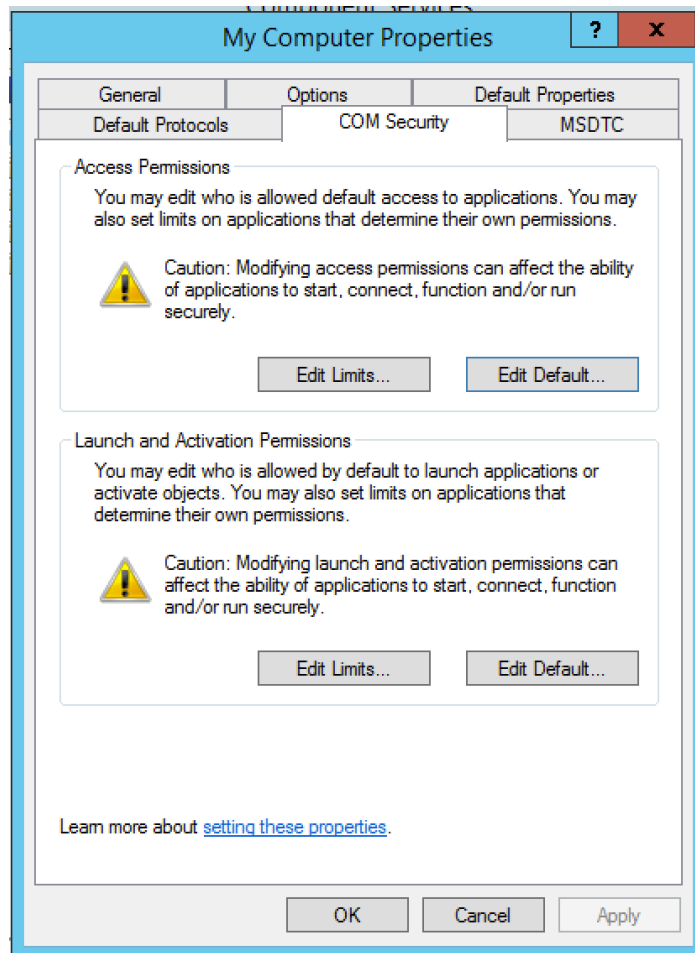 Component Services
My Computer Properties
?
x
General
Options
Default Properties
Default Protocols
COM Security
MSDTC
Access Permissions
You may edit who is allowed default access to applications. You may
also set limits on applications that determine their own permissions.
Caution: Modifying access permissions can affect the ability
of applications to start, connect, function and/or run
securely.
Edit Limits...
Edit Default...
Launch and Activation Permissions
You may edit who is allowed by default to launch applications or
activate objects. You may also set limits on applications that
determine their own permissions.
Caution: Modifying launch and activation permissions can
affect the ability of applications to start, connect, function
and/or run securely.
Edit Limits...
Edit Default...
Learn more about setting these properties.
OK
Cancel
Apply